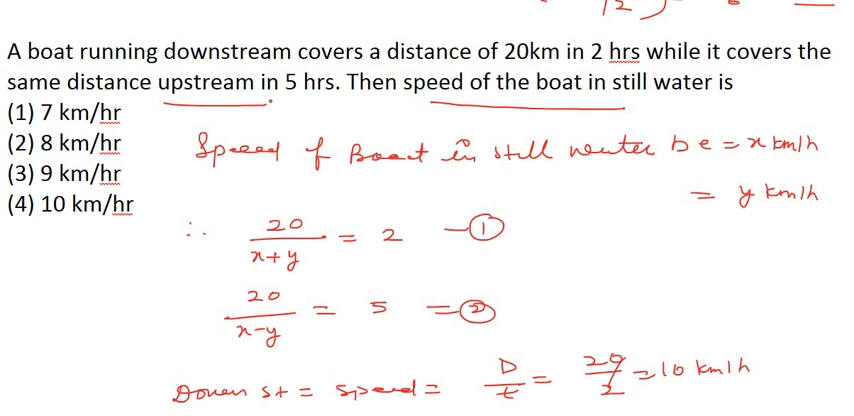 12
A boat running downstream covers a distance of 20km in 2 hrs while it covers the
same distance upstream in 5 hrs. Then speed of the boat in still water is
(1) 7 km/hr
(2) 8 km/hr
(3) 9 km/hr
(4) 10 km/hr
Speed of Boat in still water be = x km/h
= y km/h
∴ 20/(x+y) = 2 — ①
20/(x-y) = 5 = ②
Down st = speed = D/t = 20/2 = 10 km/h